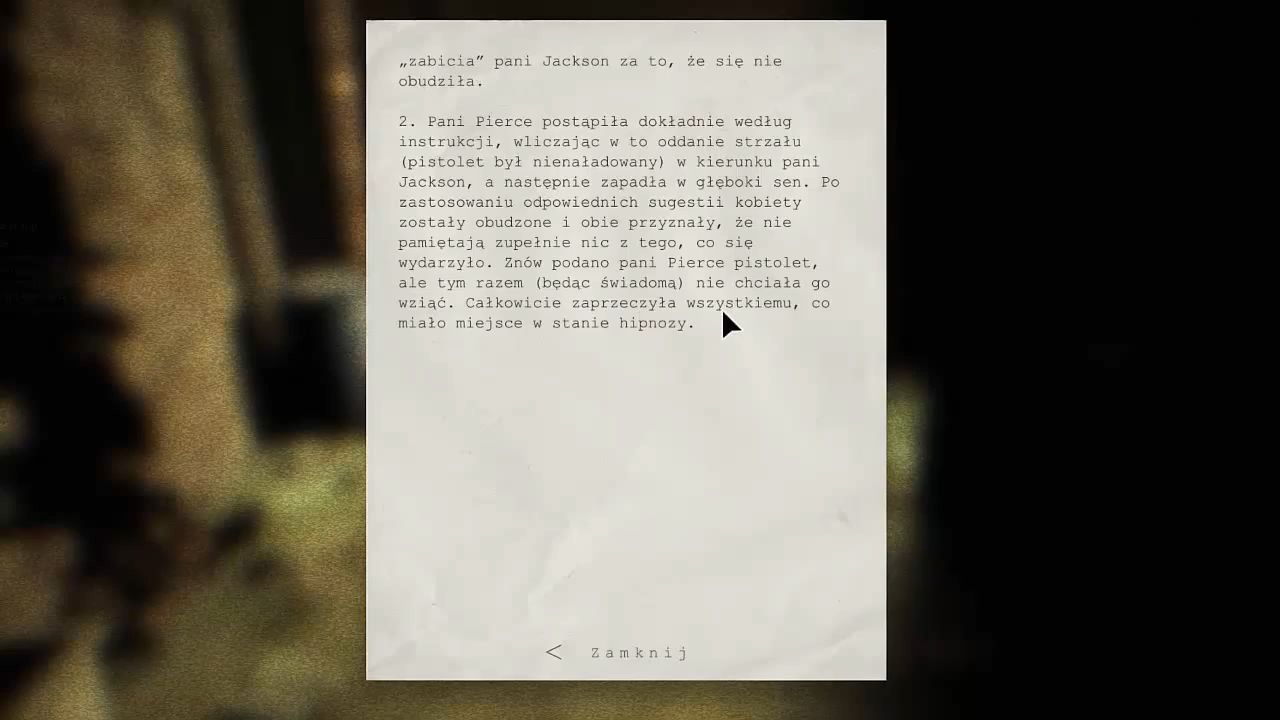 „zabicia” pani Jackson za to, że się nie
obudziła.
2. Pani Pierce postąpiła dokładnie według
instrukcji, wliczając w to oddanie strzału
(pistolet był nienaładowany) w kierunku pani
Jackson, a następnie zapadła w głęboki sen. Po
zastosowaniu odpowiednich sugestii kobiety
zostały obudzone i obie przyznały, że nie
pamiętają zupełnie nic z tego, co się
wydarzyło. Znów podano pani Pierce pistolet,
ale tym razem (będąc świadomą) nie chciała go
wziąć. Całkowicie zaprzeczyła wszystkiemu, co
miało miejsce w stanie hipnozy.
< Zamknij